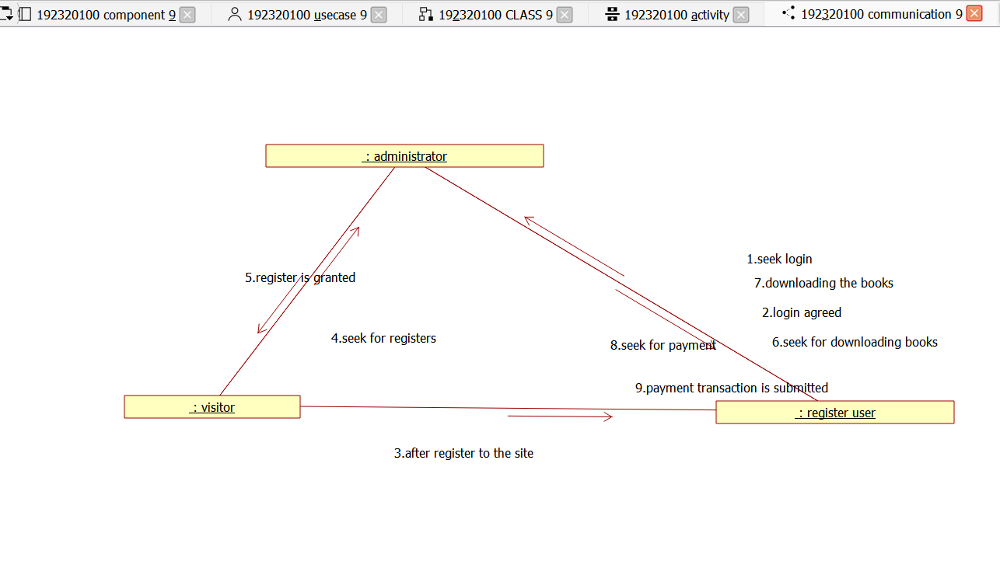 192320100 component 9
192320100 usecase 9
192320100 CLASS 9
192320100 activity
192320100 communication 9
: administrator
1.seek login
5.register is granted
7.downloading the books
2.login agreed
4.seek for registers
8.seek for payment
6.seek for downloading books
9.payment transaction is submitted
: visitor
: register user
3.after register to the site